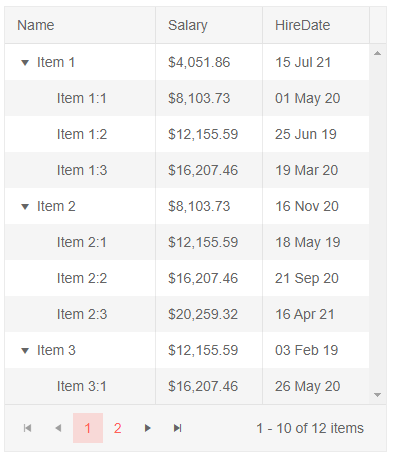 Name Salary HireDate
Item 1 $4,051.86 15 Jul 21
Item 1:1 $8,103.73 01 May 20
Item 1:2 $12,155.59 25 Jun 19
Item 1:3 $16,207.46 19 Mar 20
Item 2 $8,103.73 16 Nov 20
Item 2:1 $12,155.59 18 May 19
Item 2:2 $16,207.46 21 Sep 20
Item 2:3 $20,259.32 16 Apr 21
Item 3 $12,155.59 03 Feb 19
Item 3:1 $16,207.46 26 May 20
1 2 1 - 10 of 12 items